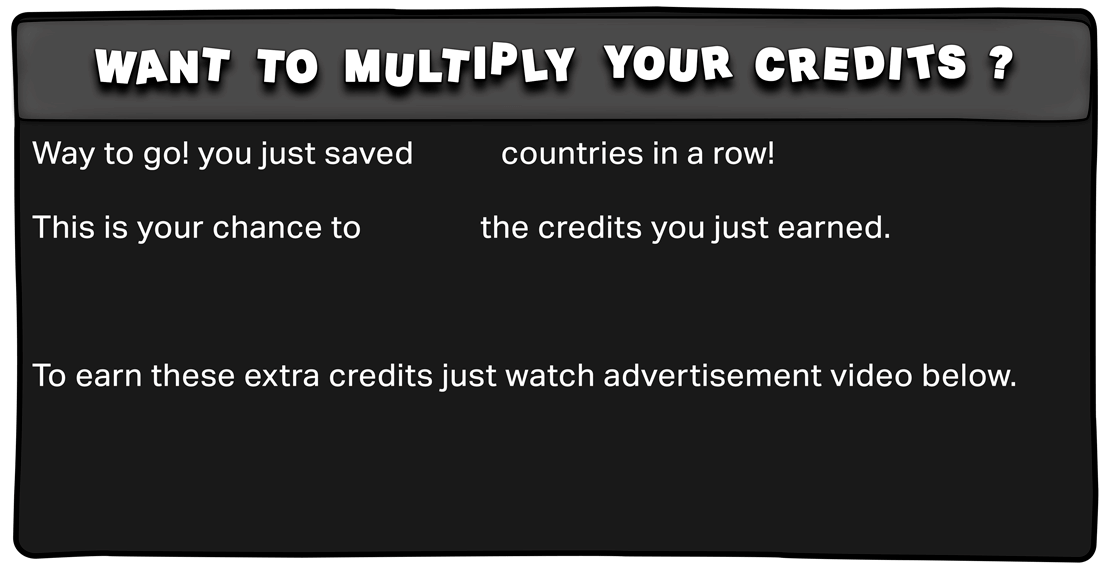 WANT TO MULTIPLY YOUR CREDITS ?
Way to go! you just saved countries in a row!
This is your chance to the credits you just earned.
To earn these extra credits just watch advertisement video below.